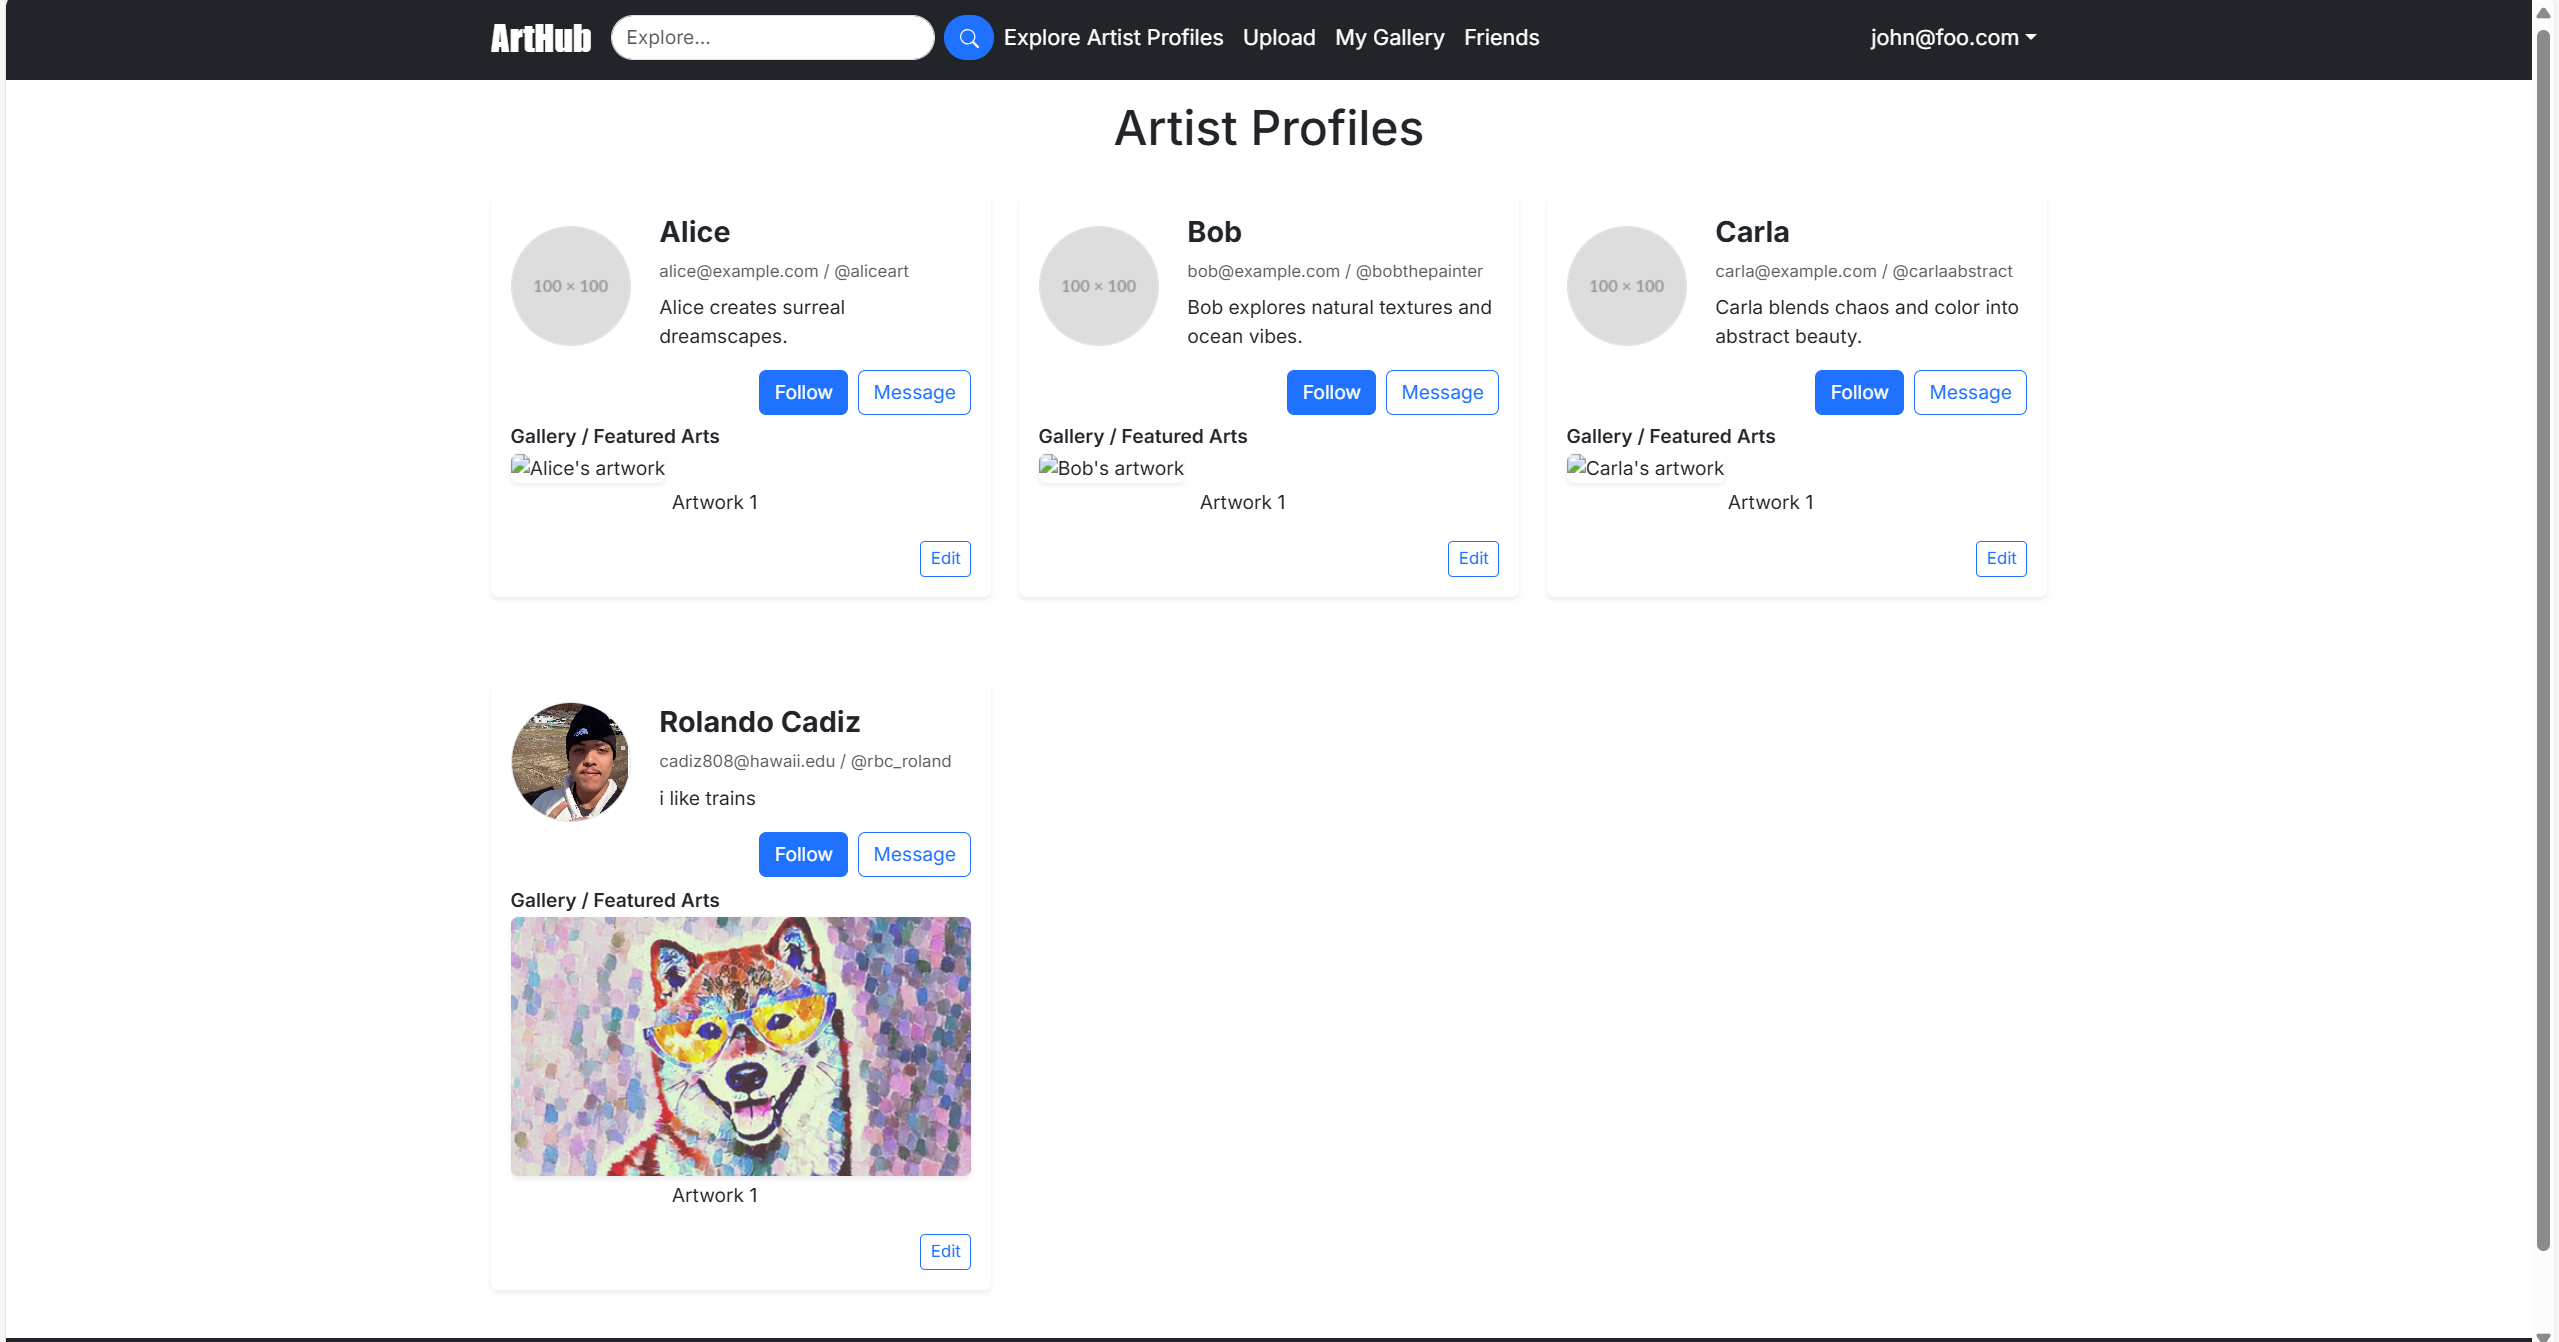 ArtHub Explore... Explore Artist Profiles Upload My Gallery Friends john@foo.com
Artist Profiles
100 × 100
Alice
alice@example.com / @aliceart
Alice creates surreal
dreamscapes.
Follow Message
Gallery / Featured Arts
Alice's artwork
Artwork 1
Edit
100 × 100
Bob
bob@example.com / @bobthepainter
Bob explores natural textures and
ocean vibes.
Follow Message
Gallery / Featured Arts
Bob's artwork
Artwork 1
Edit
100 × 100
Carla
carla@example.com / @carlaabstract
Carla blends chaos and color into
abstract beauty.
Follow Message
Gallery / Featured Arts
Carla's artwork
Artwork 1
Edit
Rolando Cadiz
cadiz808@hawaii.edu / @rbc_roland
i like trains
Follow Message
Gallery / Featured Arts
Artwork 1
Edit